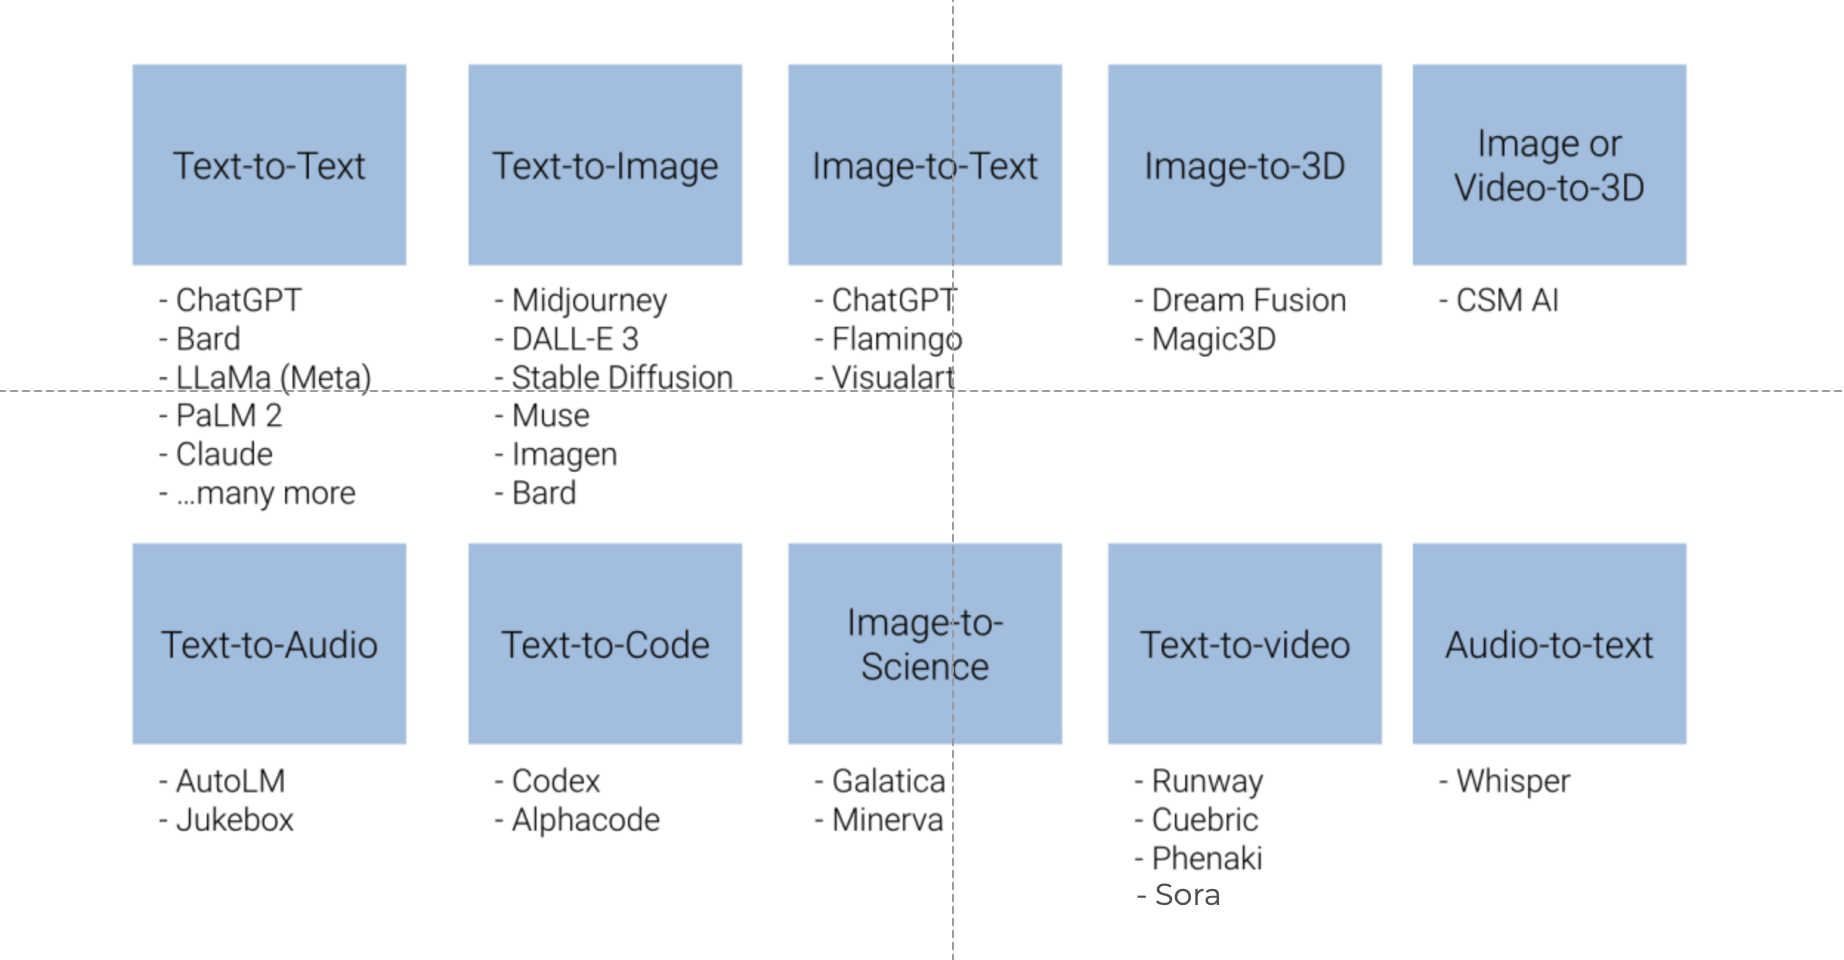 Text-to-Text
- ChatGPT
- Bard
- LLaMa (Meta)
- PaLM 2
- Claude
- ...many more
Text-to-Image
- Midjourney
- DALL-E 3
- Stable Diffusion
- Muse
- Imagen
- Bard
Image-to-Text
- ChatGPT
- Flamingo
- Visualart
Image-to-3D
- Dream Fusion
- Magic3D
Image or
Video-to-3D
- CSM AI
Text-to-Audio
- AutoLM
- Jukebox
Text-to-Code
- Codex
- Alphacode
Image-to-
Science
- Galatica
- Minerva
Text-to-video
- Runway
- Cuebric
- Phenaki
- Sora
Audio-to-text
- Whisper